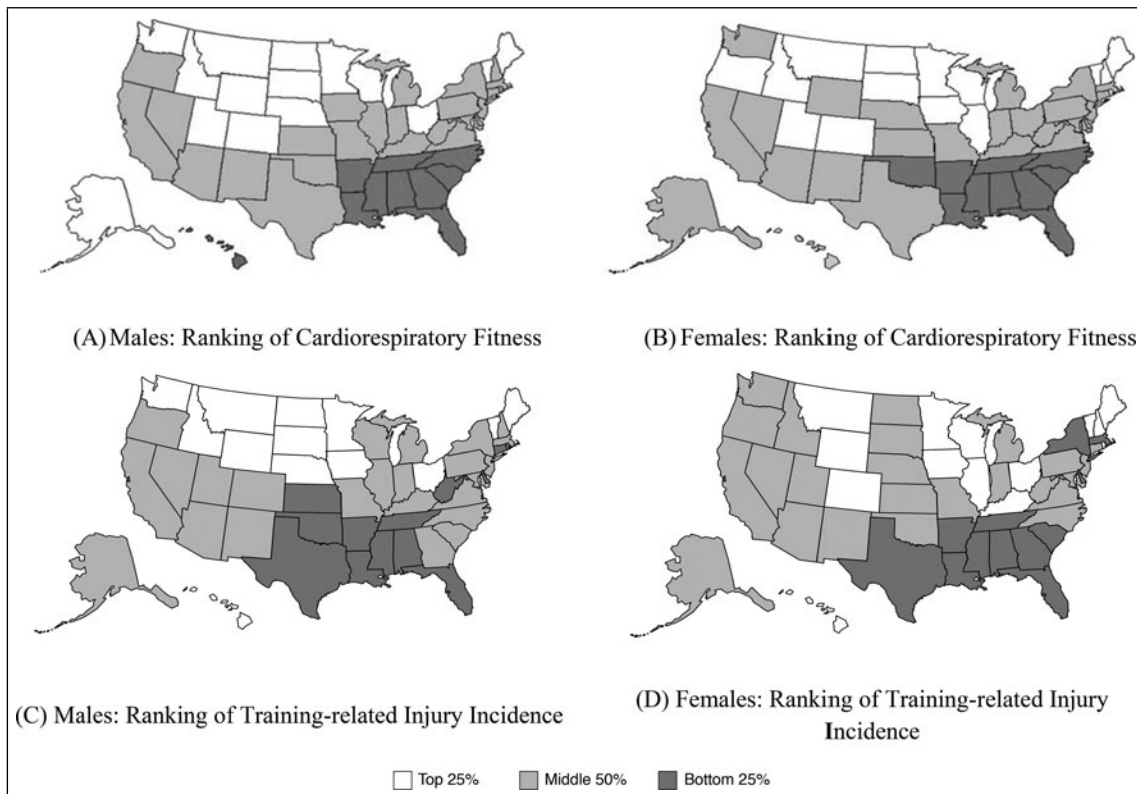 (A) Males: Ranking of Cardiorespiratory Fitness
(B) Females: Ranking of Cardiorespiratory Fitness
(C) Males: Ranking of Training-related Injury Incidence
(D) Females: Ranking of Training-related Injury
Incidence
Top 25%
Middle 50%
Bottom 25%